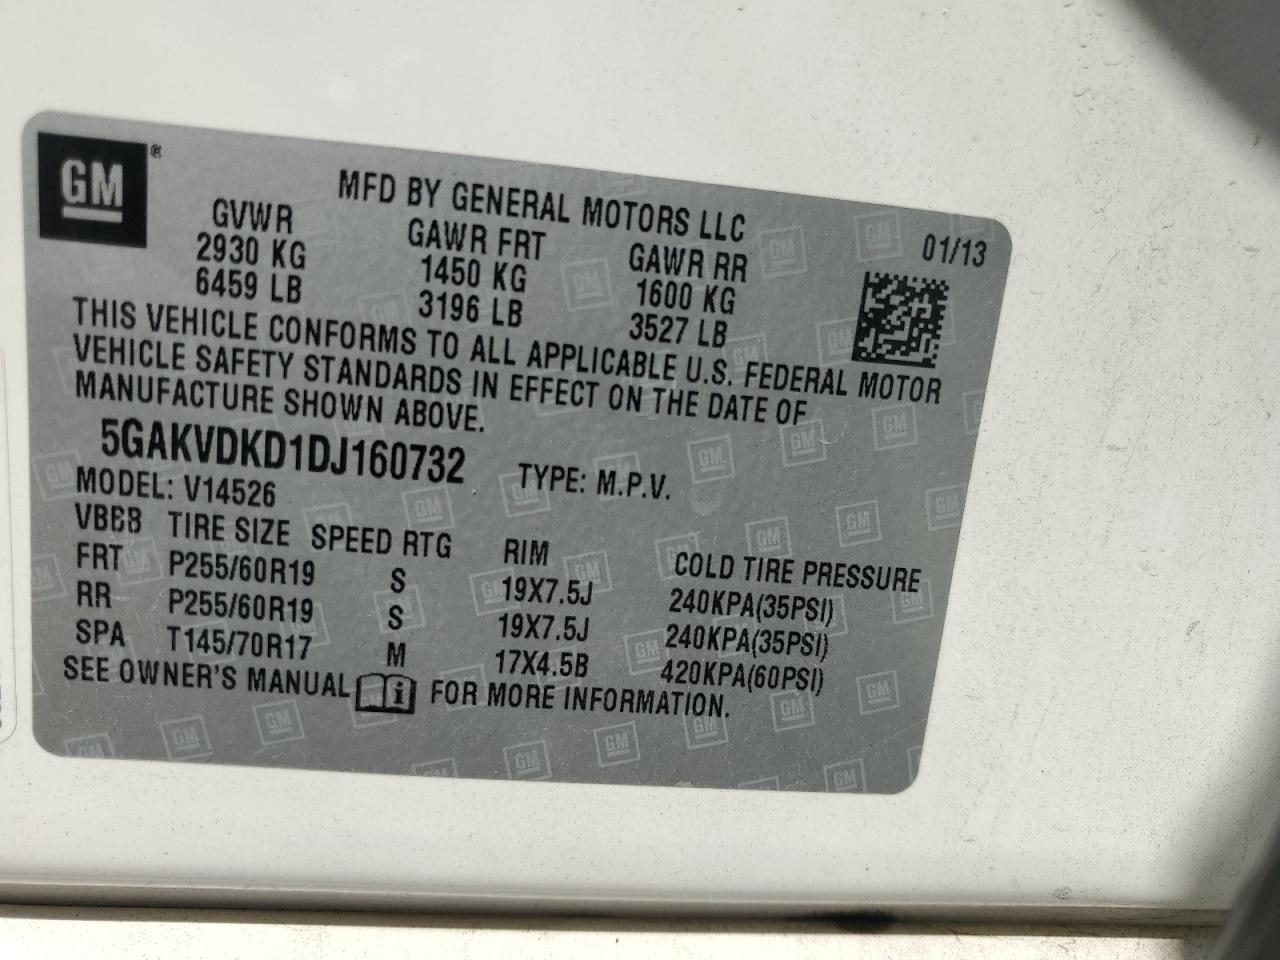 GM ®
MFD BY GENERAL MOTORS LLC
01/13
GVWR GAWR FRT GAWR RR
2930 KG 1450 KG 1600 KG
6459 LB 3196 LB 3527 LB
THIS VEHICLE CONFORMS TO ALL APPLICABLE U.S. FEDERAL MOTOR
VEHICLE SAFETY STANDARDS IN EFFECT ON THE DATE OF
MANUFACTURE SHOWN ABOVE.
5GAKVDKD1DJ160732 TYPE: M.P.V.
MODEL: V14526
VBBB TIRE SIZE SPEED RTG RIM COLD TIRE PRESSURE
FRT P255/60R19 S 19X7.5J 240KPA(35PSI)
RR P255/60R19 S 19X7.5J 240KPA(35PSI)
SPA T145/70R17 M 17X4.5B 420KPA(60PSI)
SEE OWNER'S MANUAL i FOR MORE INFORMATION.